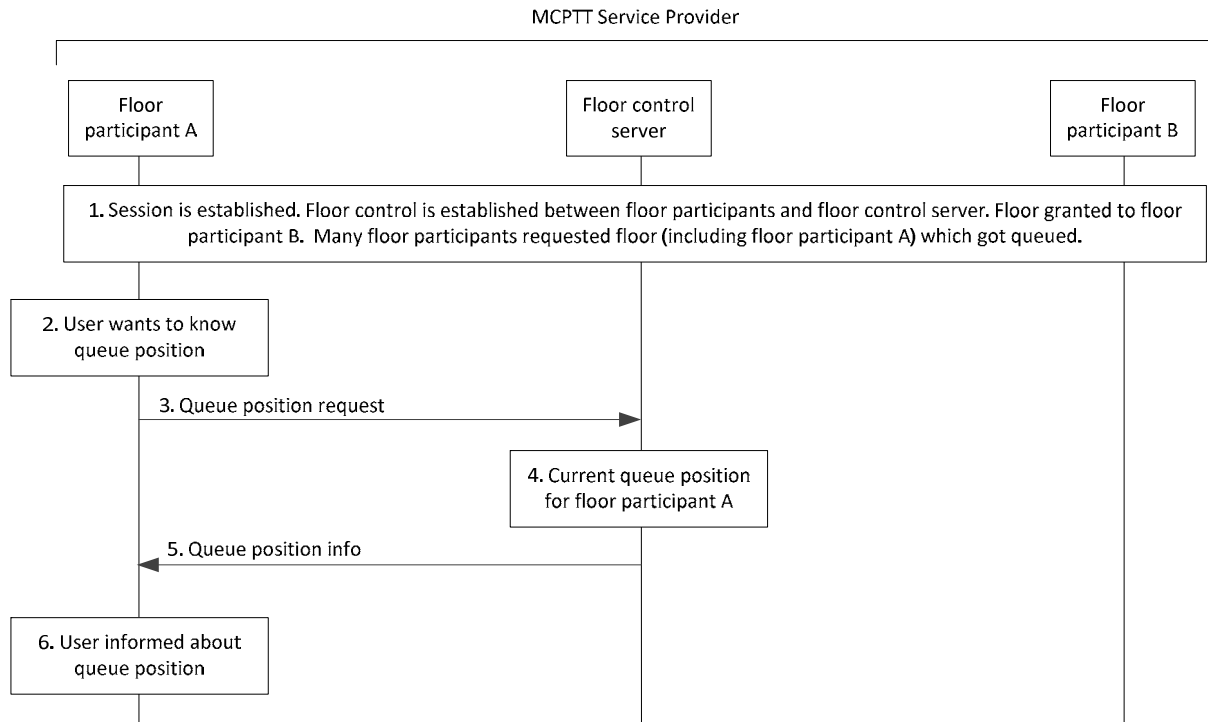 MCPTT Service Provider
Floor
participant A
Floor control
server
Floor
participant B
1. Session is established. Floor control is established between floor participants and floor control server. Floor granted to floor
participant B.  Many floor participants requested floor (including floor participant A) which got queued.
2. User wants to know
queue position
3. Queue position request
4. Current queue position
for floor participant A
5. Queue position info
6. User informed about
queue position